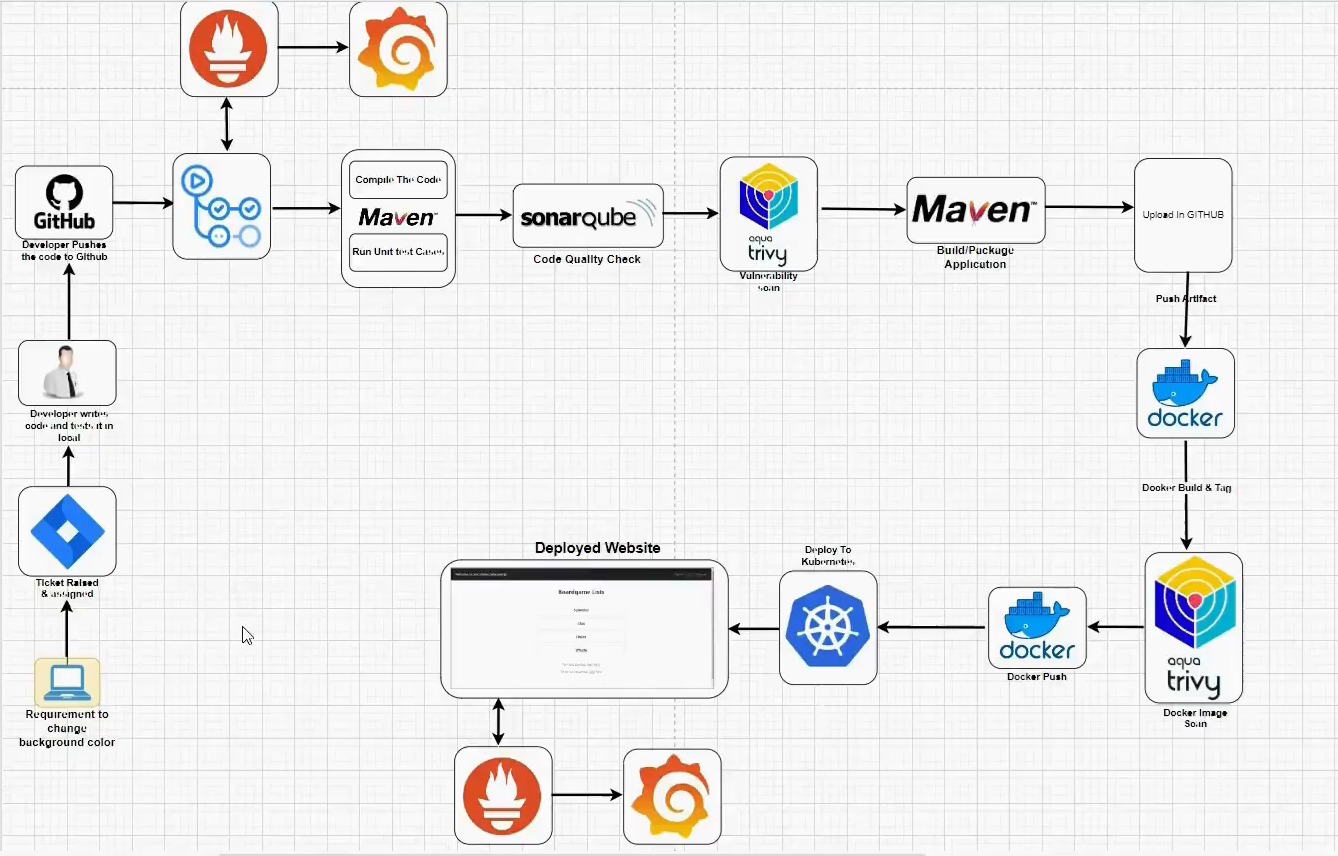 GitHub
Developer Pushes
the code to Github
Compile The Code
Maven™
Run Unit test Cases
sonarqube
Code Quality Check
aqua
trivy
Vulnerability
scan
Maven™
Build/Package
Application
Upload In GITHUB
Push Artifact
docker
Docker Build & Tag
Developer writes
code and tests it in
local
Ticket Raised
& assigned
Requirement to
change
background color
Deployed Website
Boardgame Lists
Deploy To
Kubernetes
docker
Docker Push
aqua
trivy
Docker Image
Scan